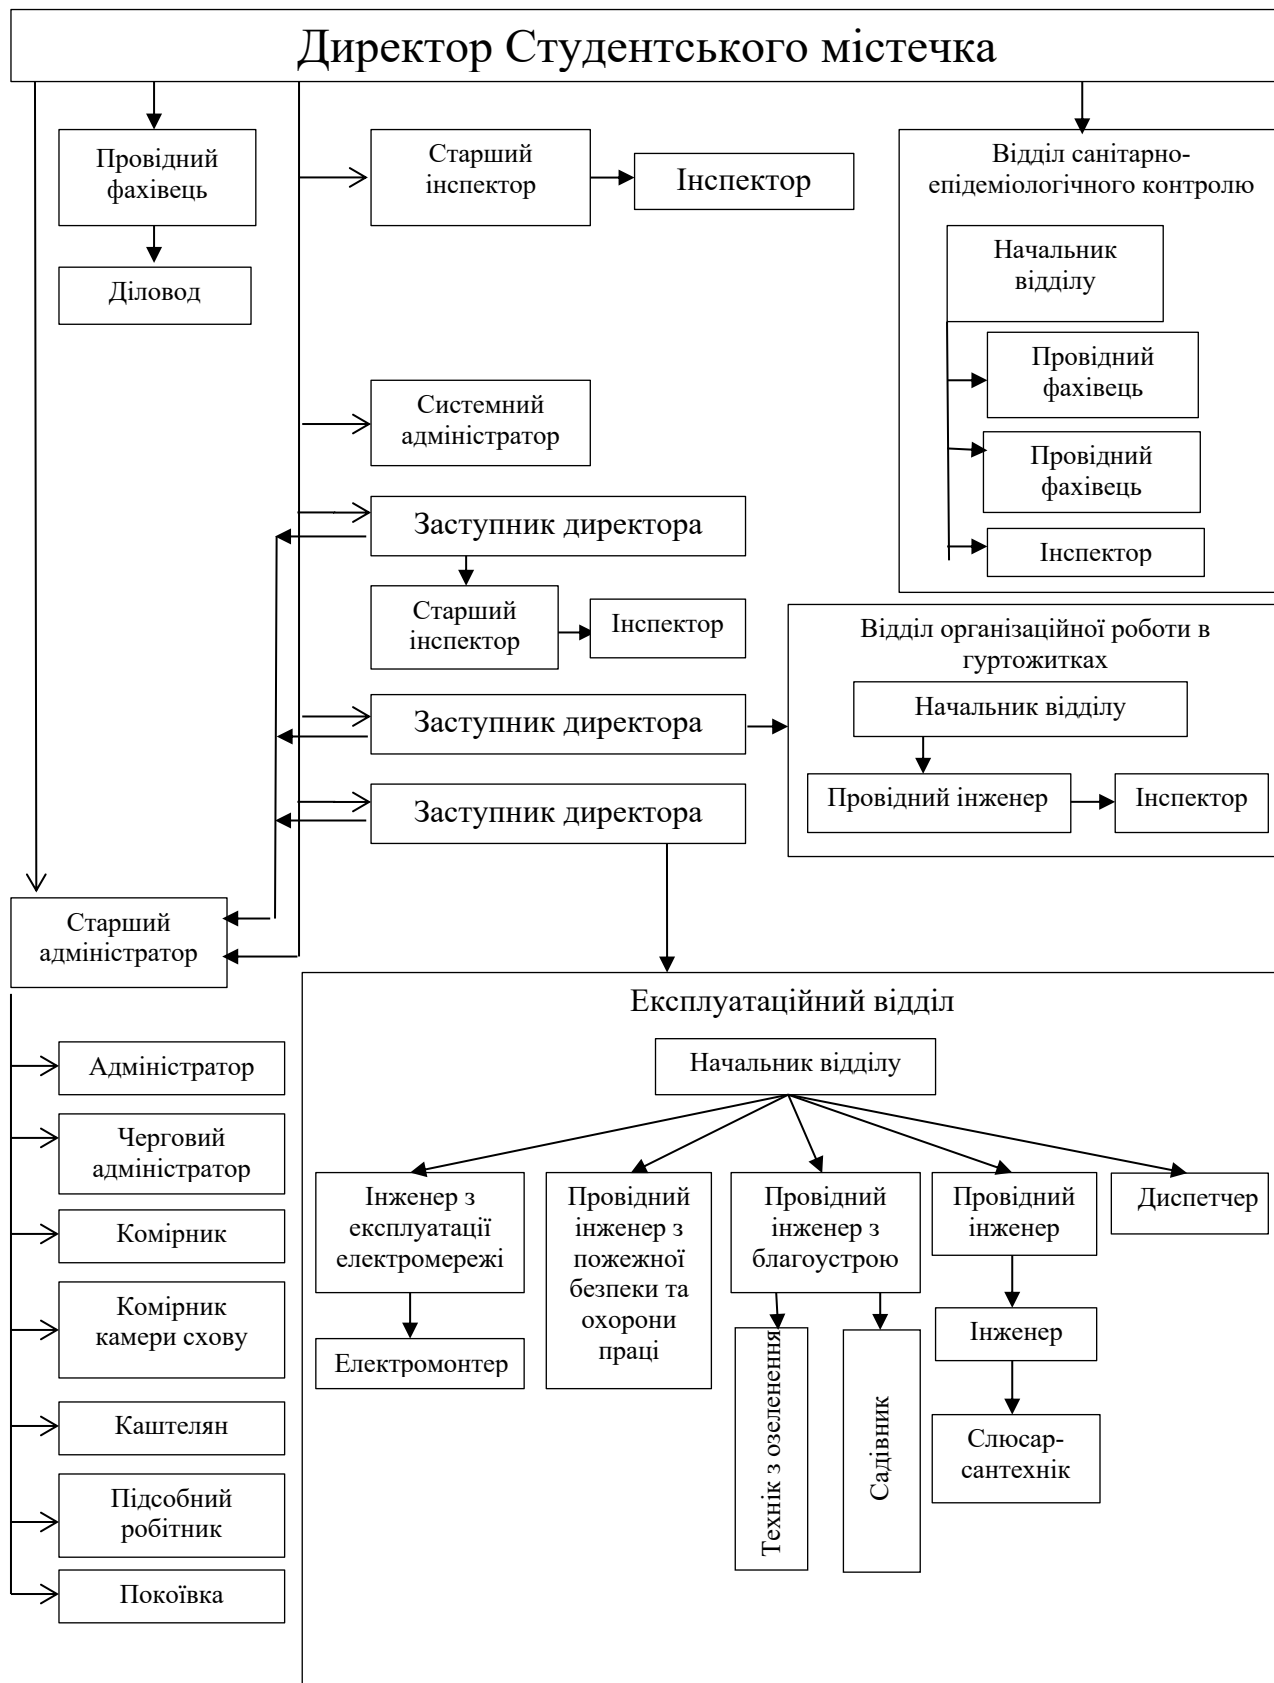 Директор Студентського містечка
Провідний
фахівець
Діловод
Старший
інспектор
Інспектор
Відділ санітарно-
епідеміологічного контролю
Начальник
відділу
Провідний
фахівець
Провідний
фахівець
Інспектор
Системний
адміністратор
Заступник директора
Старший
інспектор
Інспектор
Заступник директора
Відділ організаційної роботи в
гуртожитках
Начальник відділу
Провідний інженер
Інспектор
Заступник директора
Старший
адміністратор
Адміністратор
Черговий
адміністратор
Комірник
Комірник
камери схову
Каштелян
Підсобний
робітник
Покоївка
Експлуатаційний відділ
Начальник відділу
Інженер з
експлуатації
електромережі
Електромонтер
Провідний
інженер з
пожежної
безпеки та
охорони
праці
Провідний
інженер з
благоустрою
Технік з озеленення
Садівник
Провідний
інженер
Інженер
Слюсар-
сантехнік
Диспетчер